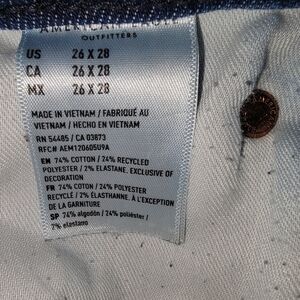 AMERICAN
OUTFITTERS
US 26 X 28
CA 26 X 28
MX 26 X 28
MADE IN VIETNAM / FABRIQUÉ AU
VIETNAM / HECHO EN VIETNAM
RN 54485 / CA 03873
RFC# AEM120605U9A
EN 74% COTTON / 24% RECYCLED
POLYESTER / 2% ELASTANE. EXCLUSIVE OF
DECORATION
FR 74% COTON / 24% POLYESTER
RECYCLÉ / 2% ÉLASTHANNE. À L'EXCEPTION
DE LA GARNITURE
SP 74% algodón / 24% poliéster /
2% elastano